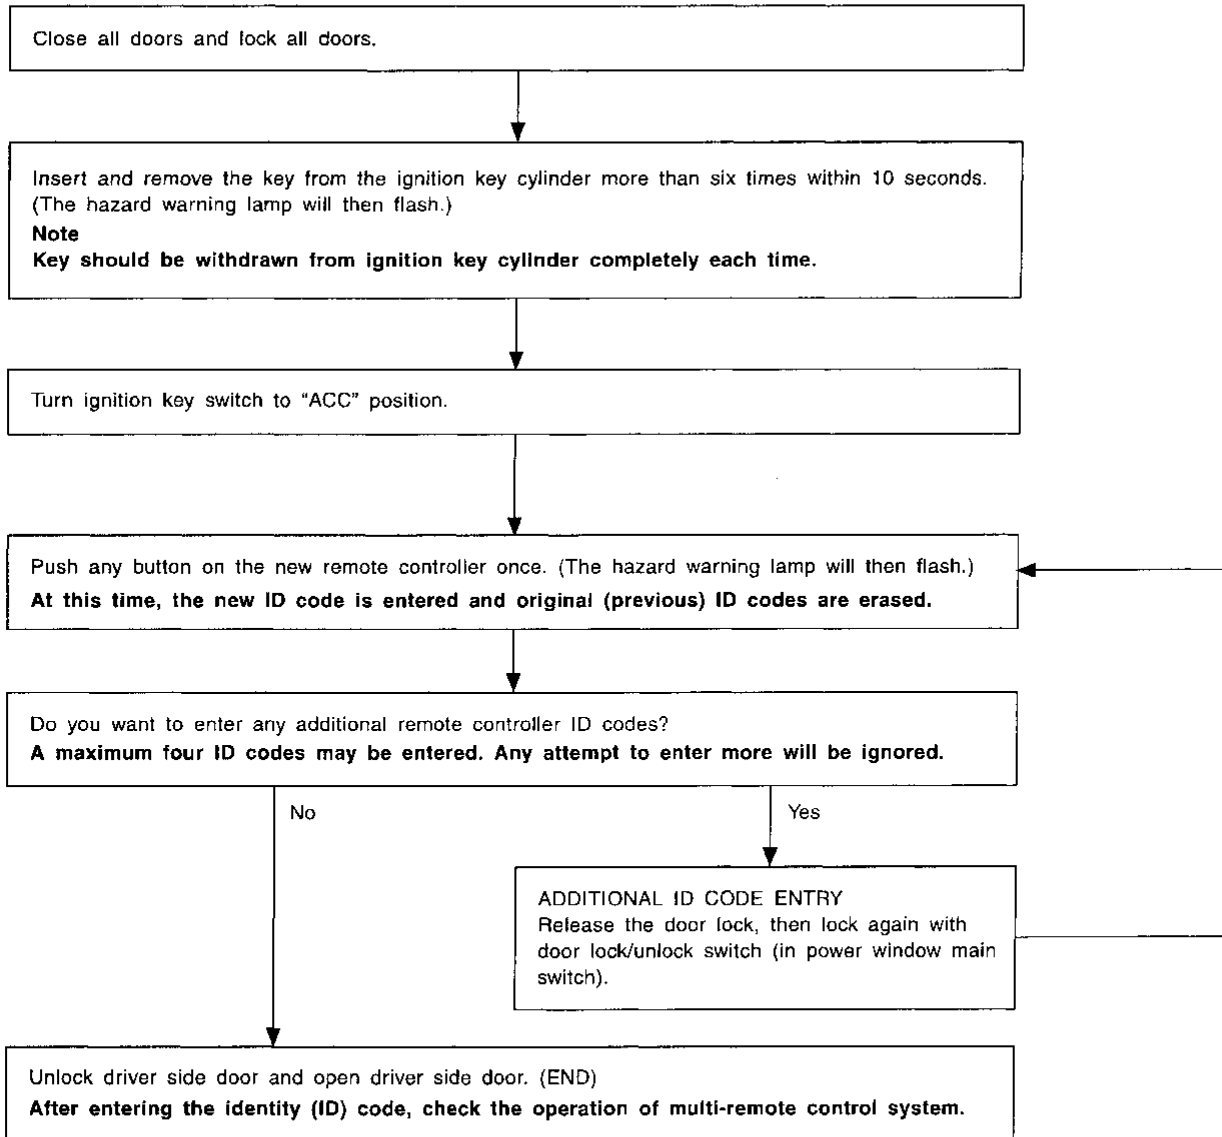 Close all doors and lock all doors.
Insert and remove the key from the ignition key cylinder more than six times within 10 seconds.
(The hazard warning lamp will then flash.)
Note
Key should be withdrawn from ignition key cylinder completely each time.
Turn ignition key switch to “ACC” position.
Push any button on the new remote controller once. (The hazard warning lamp will then flash.)
At this time, the new ID code is entered and original (previous) ID codes are erased.
Do you want to enter any additional remote controller ID codes?
A maximum four ID codes may be entered. Any attempt to enter more will be ignored.
No
Yes
ADDITIONAL ID CODE ENTRY
Release the door lock, then lock again with
door lock/unlock switch (in power window main
switch).
Unlock driver side door and open driver side door. (END)
After entering the identity (ID) code, check the operation of multi-remote control system.